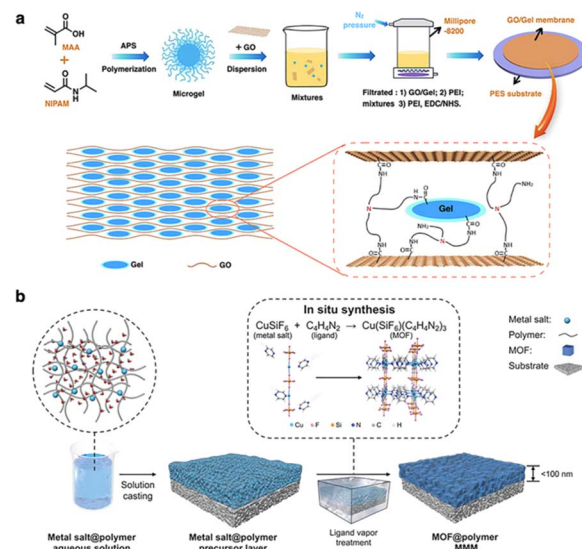 a
MAA
+
NIPAM
APS
Polymerization
Microgel
+ GO
Dispersion
Mixtures
N₂
pressure
Millipore
-8200
Filtrated : 1) GO/Gel; 2) PEI;
mixtures 3) PEI, EDC/NHS.
GO/Gel membrane
PES substrate
Gel
GO
Gel
b
In situ synthesis
CuSiF₆ + C₄H₄N₂ → Cu(SiF₆)(C₄H₄N₂)₃
(metal salt) (ligand) (MOF)
Cu F Si N C H
Metal salt:
Polymer:
MOF:
Substrate
Solution
casting
<100 nm
Metal salt@polymer
aqueous solution
Metal salt@polymer
precursor layer
Ligand vapor
treatment
MOF@polymer
MMM